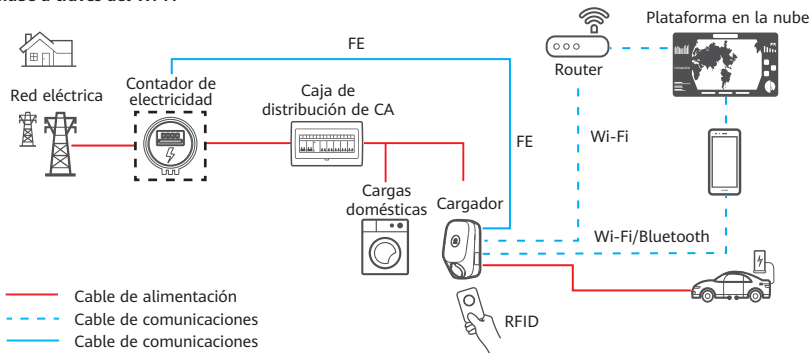 Plataforma en la nube
FE
Router
Red eléctrica
Contador de
electricidad
Caja de
distribución de CA
FE
Wi-Fi
Cargas
domésticas
Cargador
Wi-Fi/Bluetooth
RFID
Cable de alimentación
Cable de comunicaciones
Cable de comunicaciones